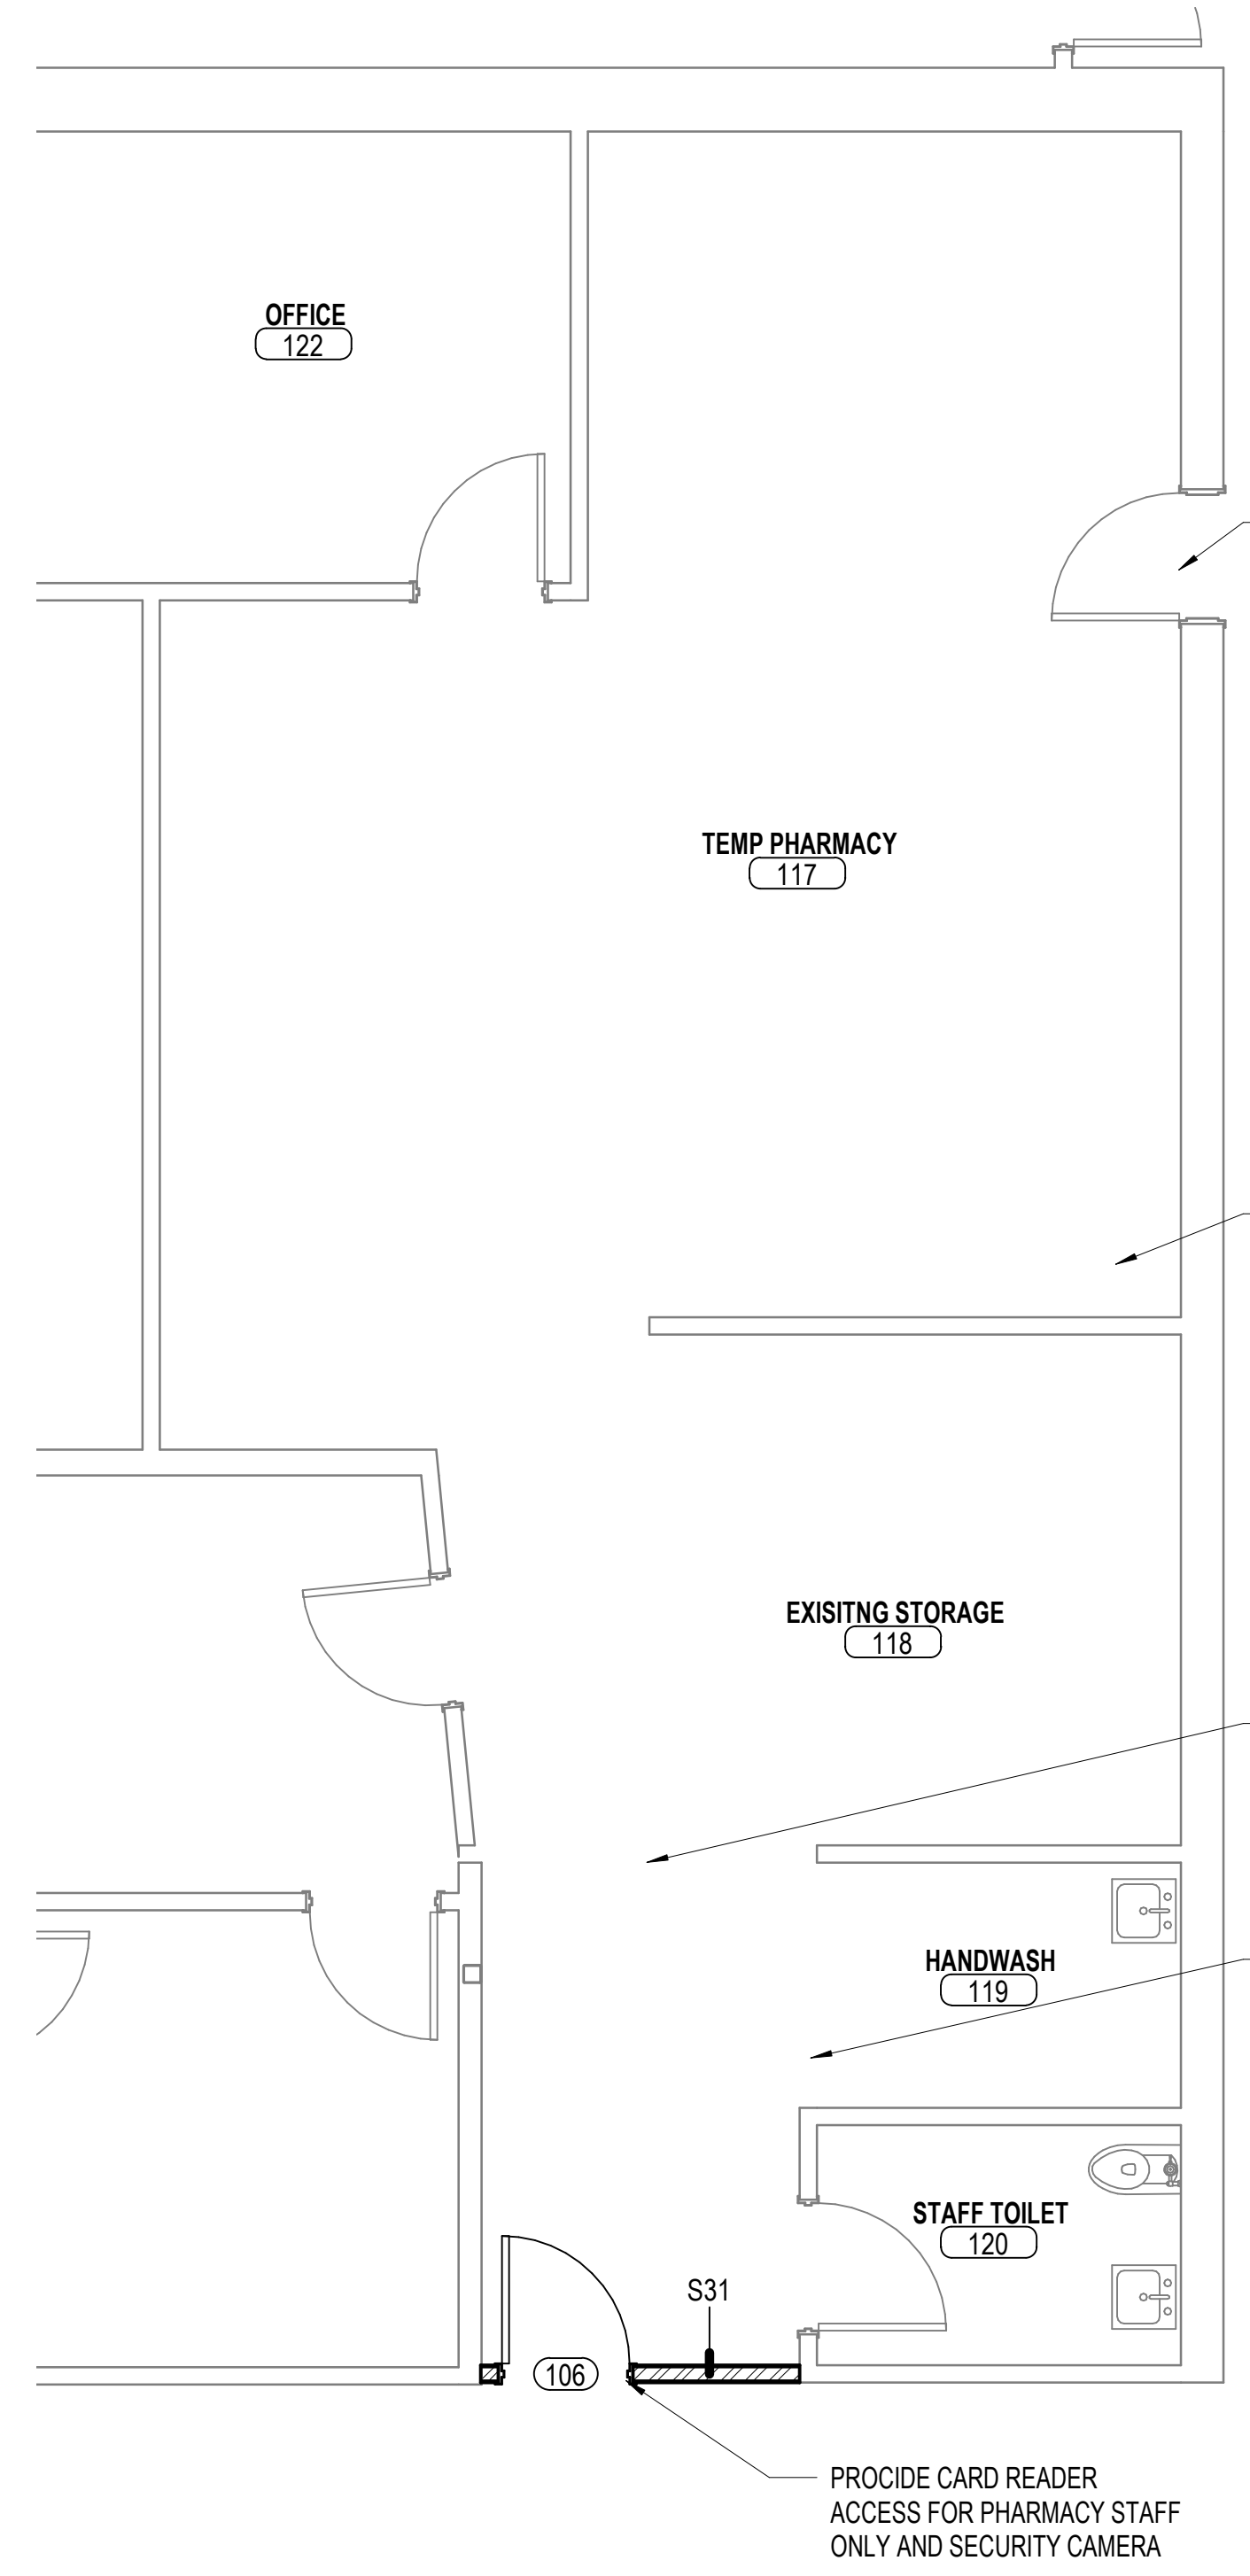 OFFICE
122
TEMP PHARMACY
117
EXISITNG STORAGE
118
HANDWASH
119
STAFF TOILET
120
S31
106
PROCIDE CARD READER
ACCESS FOR PHARMACY STAFF
ONLY AND SECURITY CAMERA